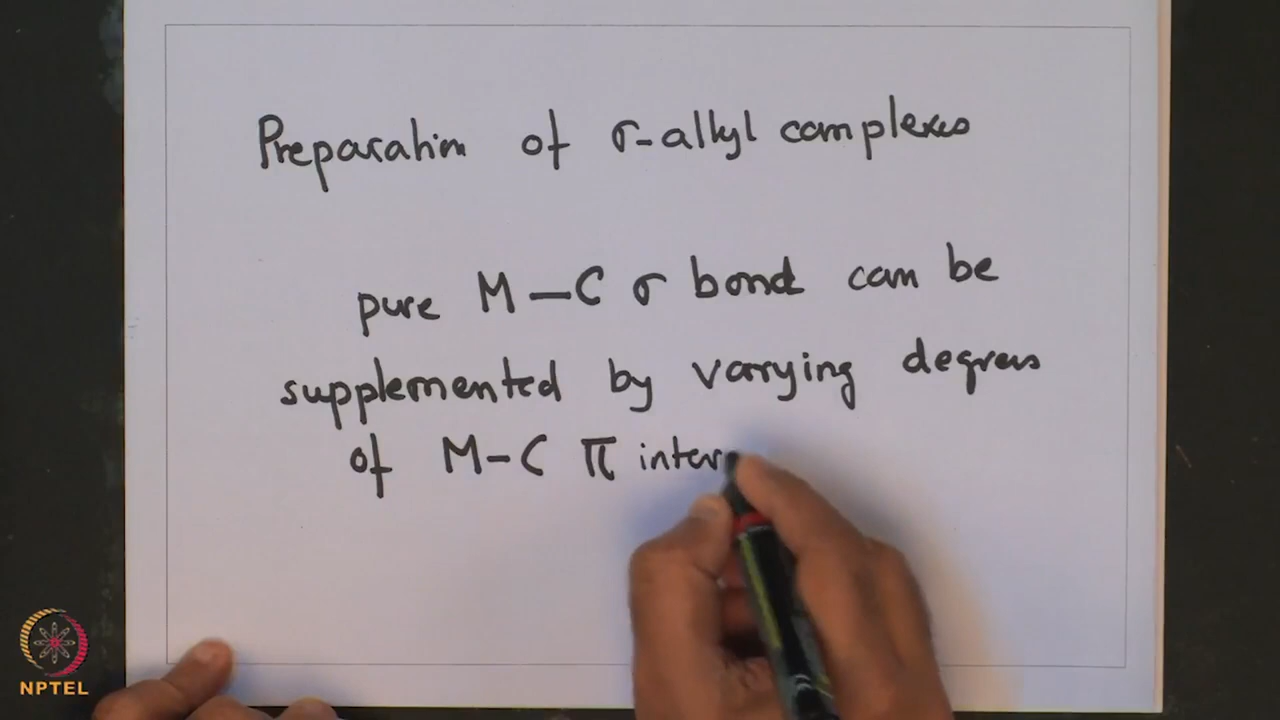 Preparation of σ-alkyl complexes
pure M-C σ bond can be
supplemented by varying degrees
of M-C π inter
NPTEL